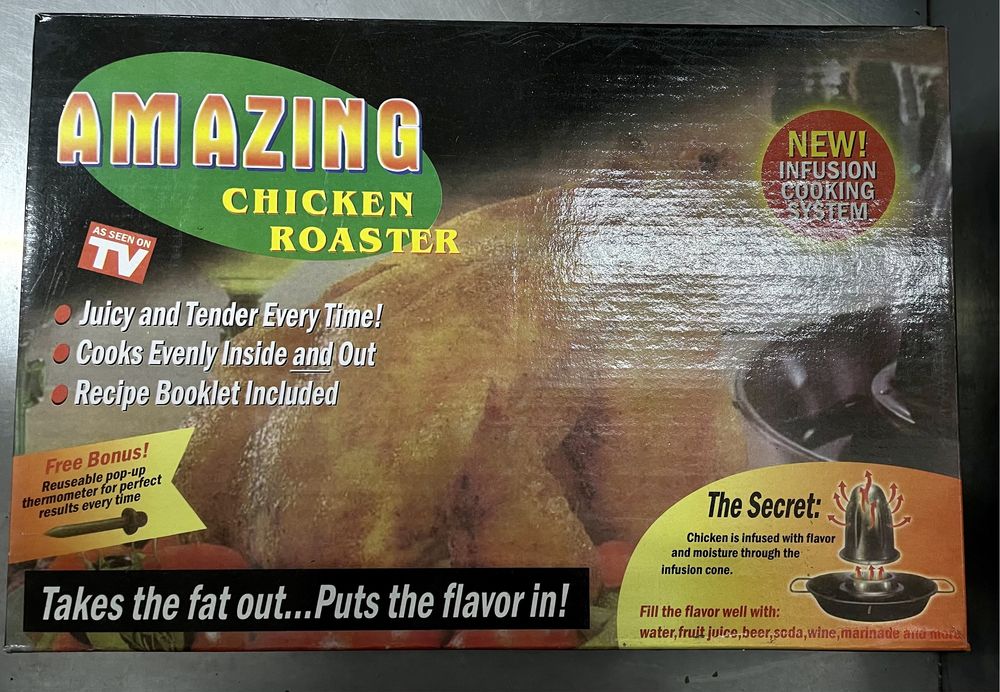 AMAZING
CHICKEN
ROASTER
AS SEEN ON
TV
NEW!
INFUSION
COOKING
SYSTEM
Juicy and Tender Every Time!
Cooks Evenly Inside and Out
Recipe Booklet Included
Free Bonus!
Reuseable pop-up
thermometer for perfect
results every time
The Secret:
Chicken is infused with flavor
and moisture through the
infusion cone.
Fill the flavor well with:
water,fruit juice,beer,soda,wine,marinade and more
Takes the fat out...Puts the flavor in!